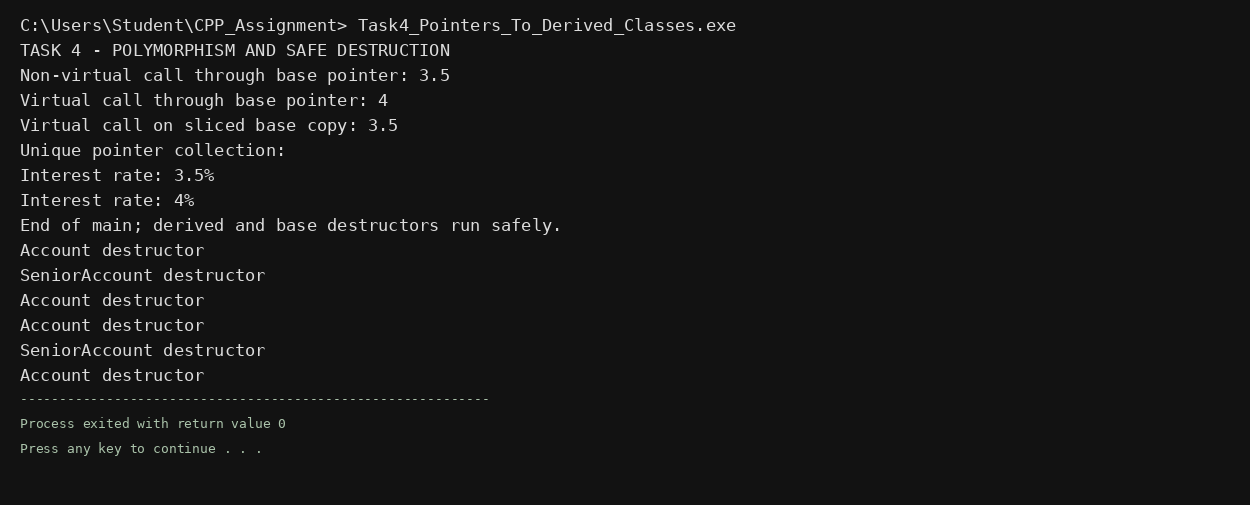 C:\Users\Student\CPP_Assignment> Task4_Pointers_To_Derived_Classes.exe
TASK 4 - POLYMORPHISM AND SAFE DESTRUCTION
Non-virtual call through base pointer: 3.5
Virtual call through base pointer: 4
Virtual call on sliced base copy: 3.5
Unique pointer collection:
Interest rate: 3.5%
Interest rate: 4%
End of main; derived and base destructors run safely.
Account destructor
SeniorAccount destructor
Account destructor
Account destructor
SeniorAccount destructor
Account destructor
------------------------------------------------------------
Process exited with return value 0
Press any key to continue . . .